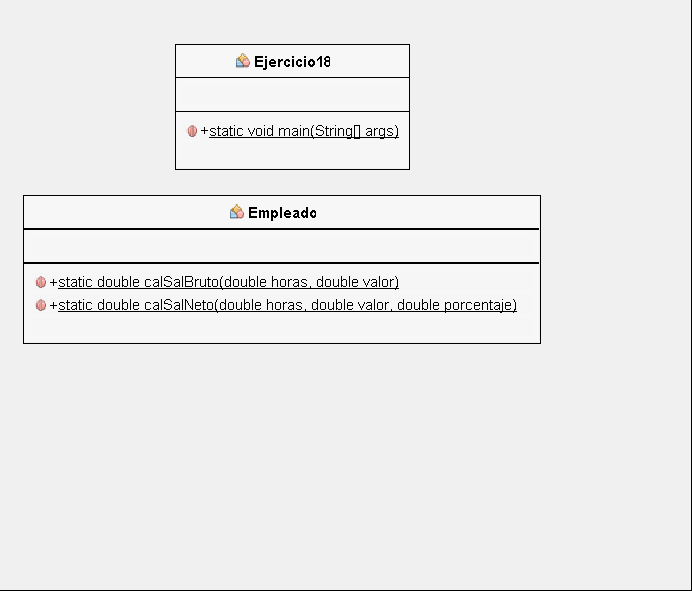 Ejercicio18
+static void main(String[] args)
Empleado
+static double calSalBruto(double horas, double valor)
+static double calSalNeto(double horas, double valor, double porcentaje)